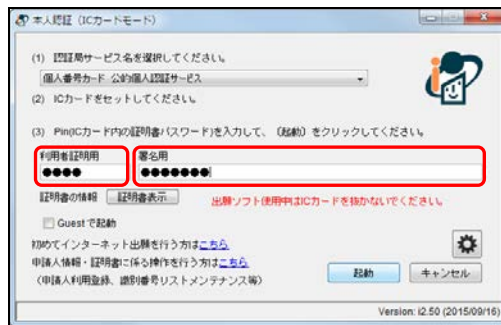 本人認証 (ICカードモード)
(1) 認証局サービス名を選択してください。
個人番号カード 公的個人認証サービス
(2) ICカードをセットしてください。
(3) Pin(ICカード内の証明書パスワード)を入力して、(起動) をクリックしてください。
利用者証明用 署名用
●●●● ●●●●●●●
証明書の情報 証明書表示 出願ソフト使用中はICカードを抜かないでください。
Guestで起動
初めてインターネット出願を行う方はこちら
申請人情報・証明書に係る操作を行う方はこちら
(申請人利用登録、識別番号リストメンテナンス等)
起動 キャンセル
Version: i2.50 (2015/09/16)